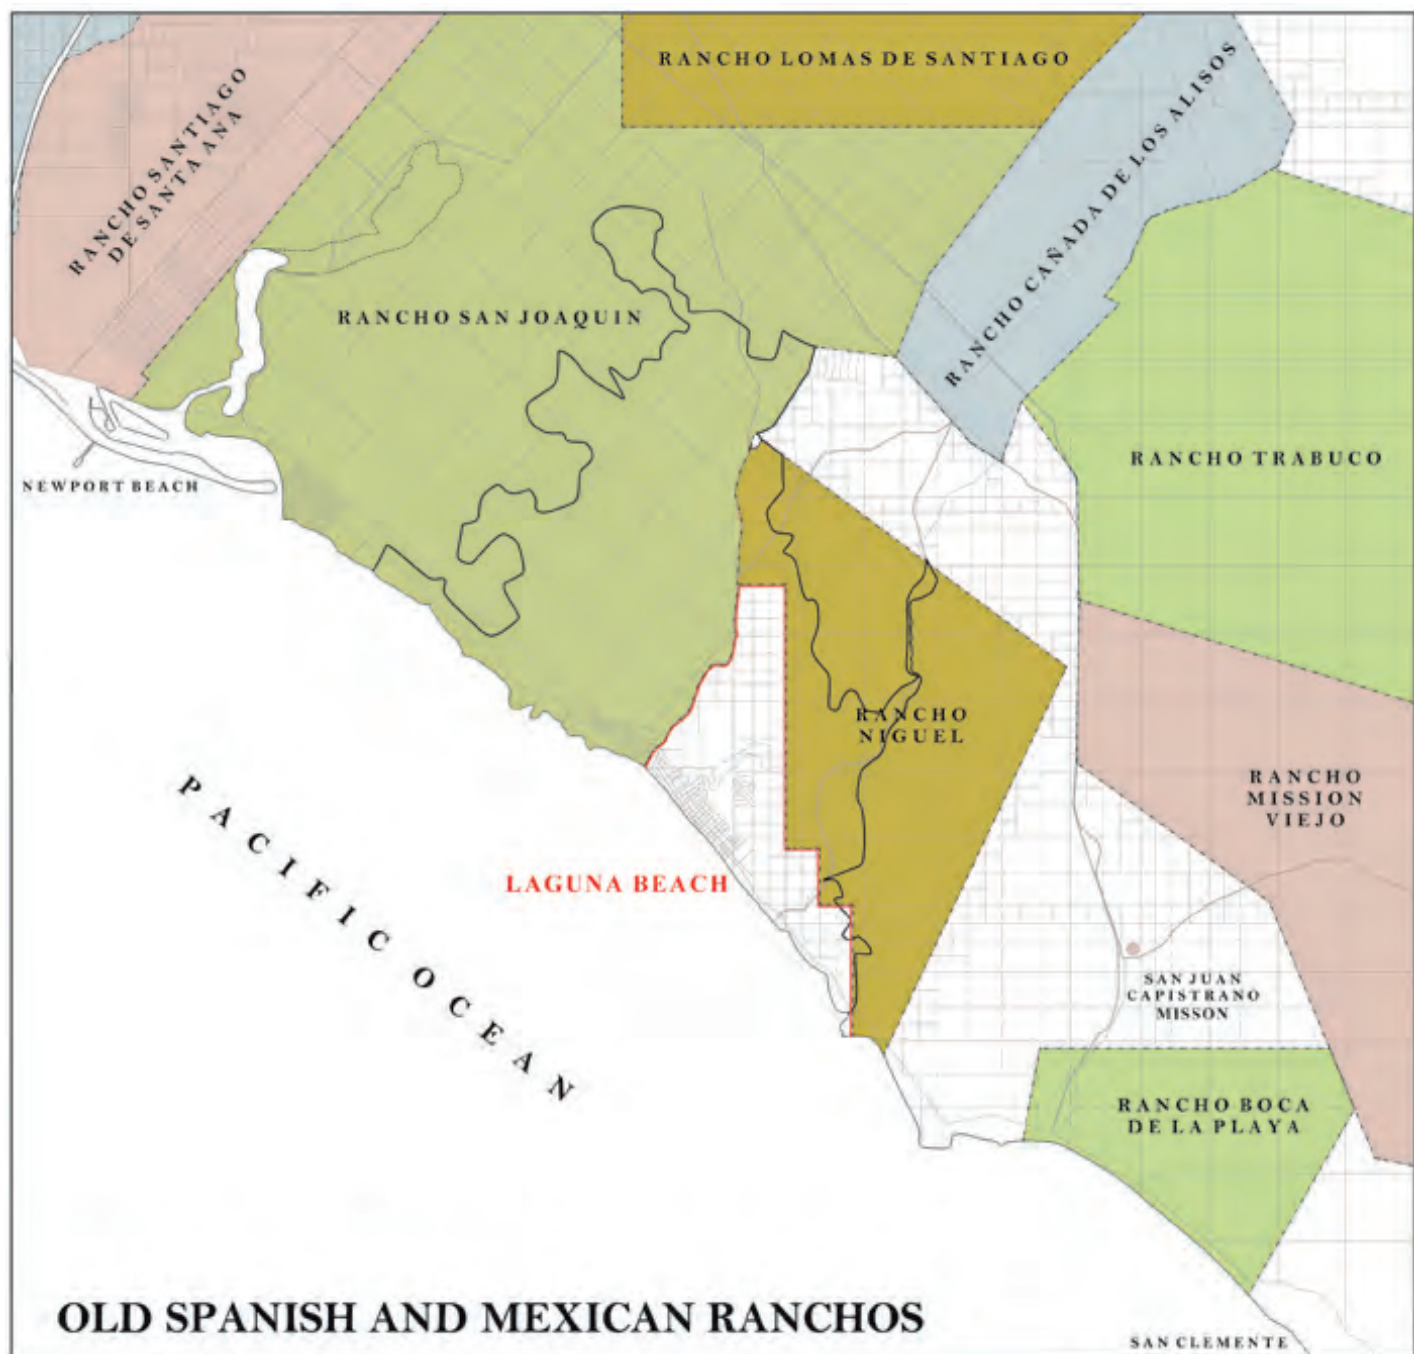 RANCHO LOMAS DE SANTIAGO
RANCHO SANTIAGO
DE SANTA ANA
RANCHO CAÑADA DE LOS ALISOS
RANCHO SAN JOAQUIN
RANCHO TRABUCO
NEWPORT BEACH
RANCHO
NIGUEL
RANCHO
MISSION
VIEJO
PACIFIC OCEAN
LAGUNA BEACH
SAN JUAN
CAPISTRANO
MISSON
RANCHO BOCA
DE LA PLAYA
OLD SPANISH AND MEXICAN RANCHOS
SAN CLEMENTE